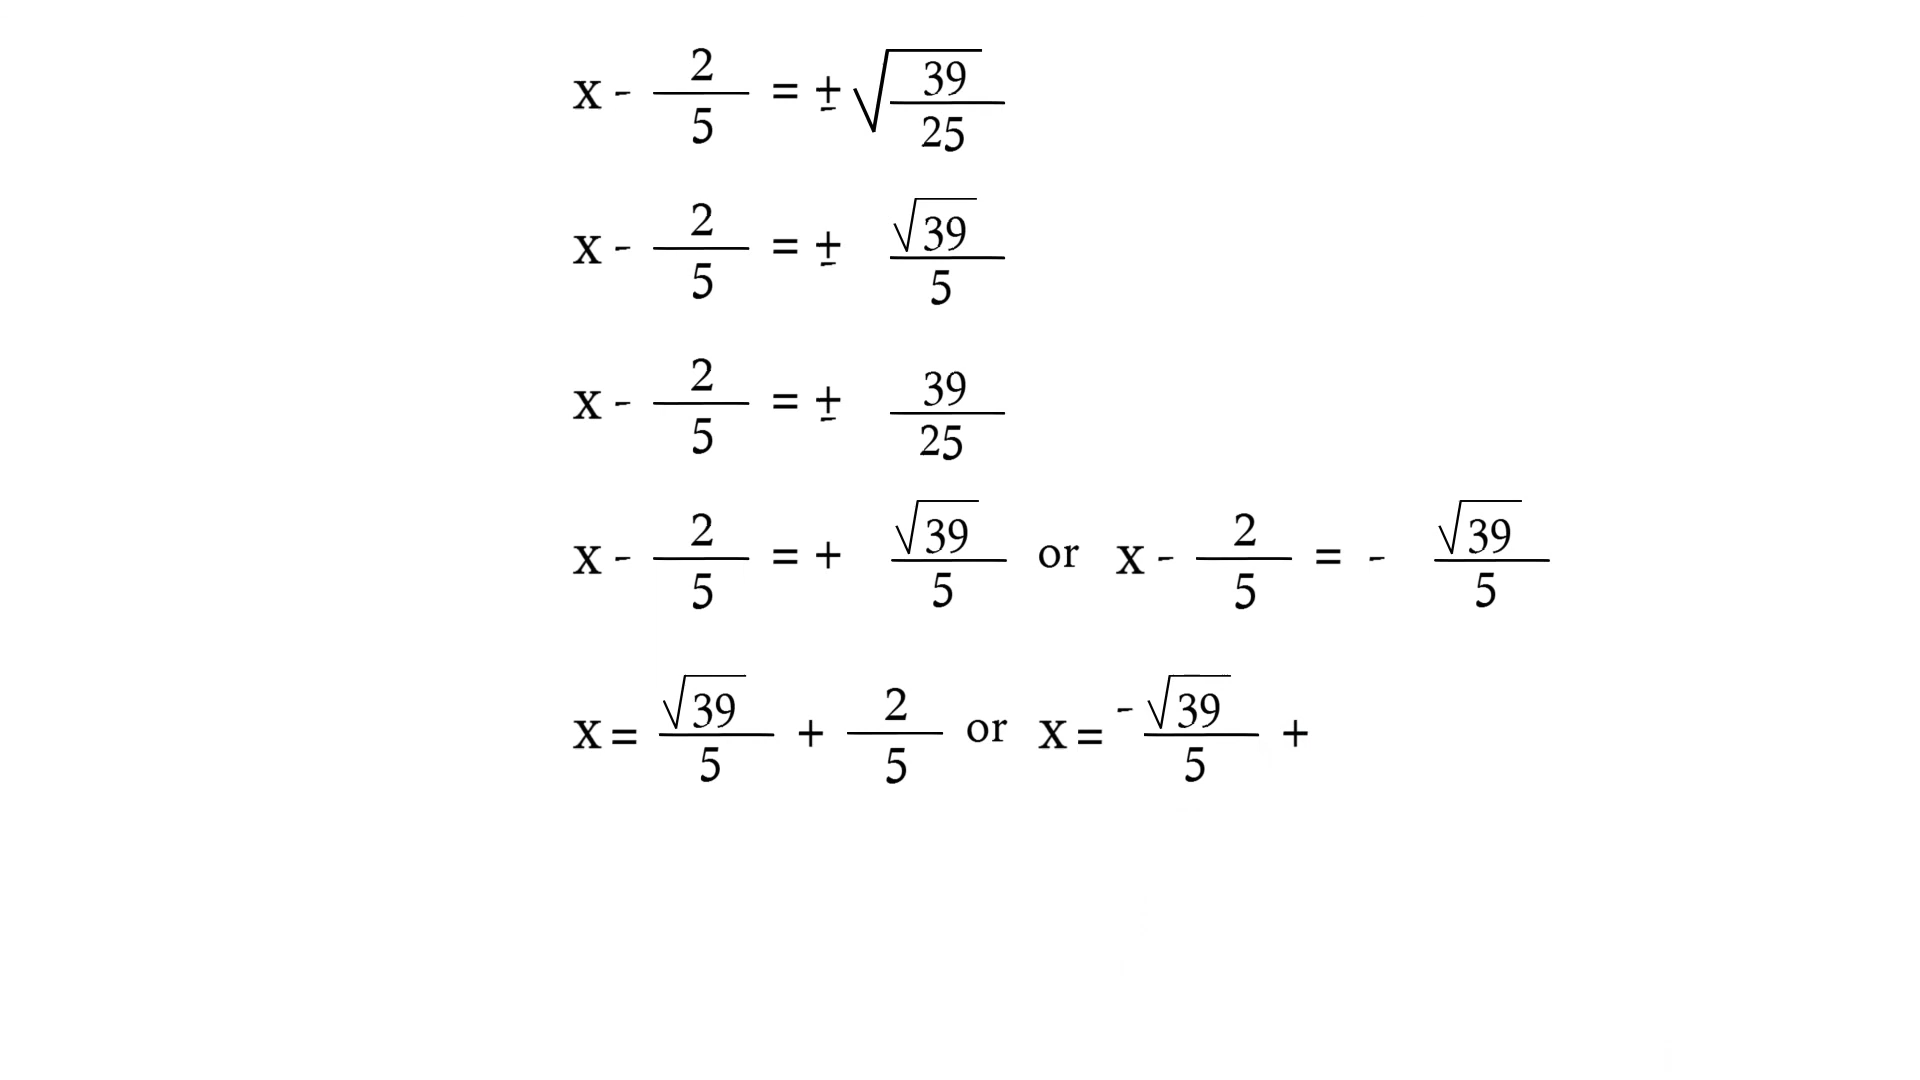 x - 2/5 = ± √39/25
x - 2/5 = ± √39/5
x - 2/5 = ± 39/25
x - 2/5 = + √39/5 or x - 2/5 = - √39/5
x = √39/5 + 2/5 or x = -√39/5 +